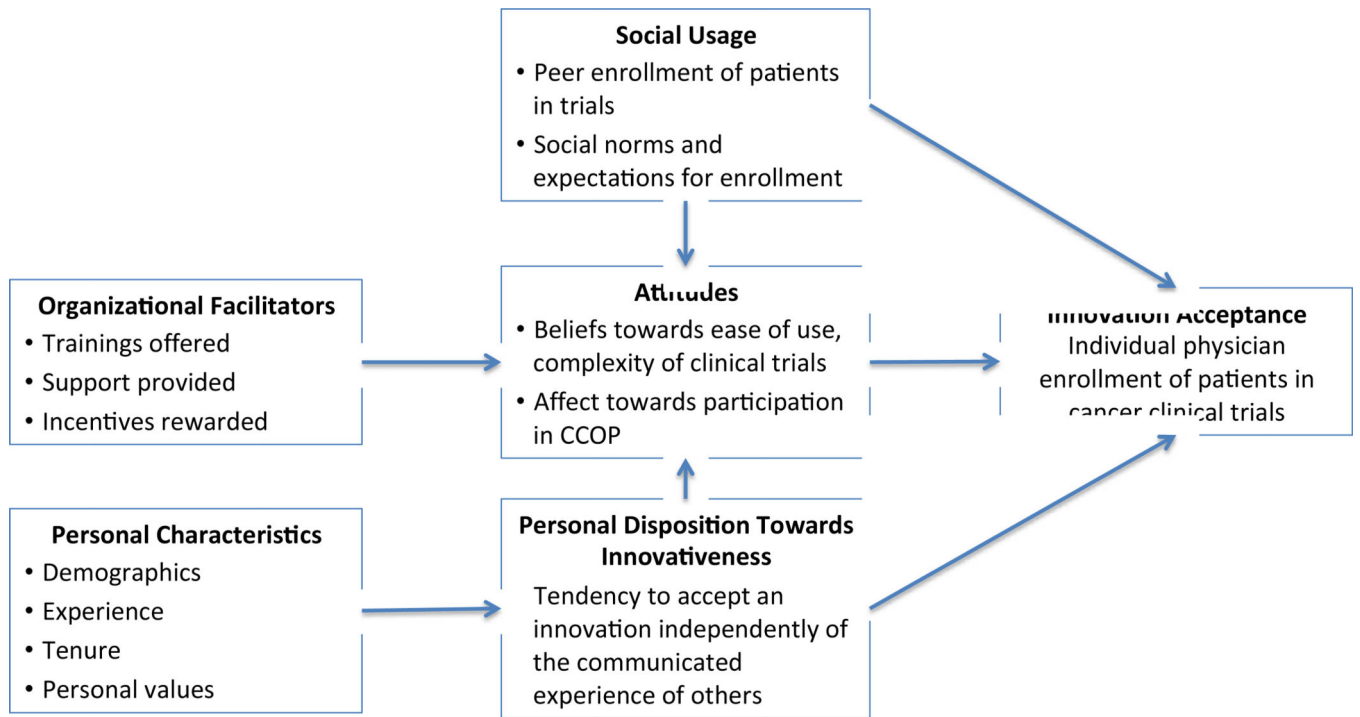 Social Usage
• Peer enrollment of patients
in trials
• Social norms and
expectations for enrollment
Organizational Facilitators
• Trainings offered
• Support provided
• Incentives rewarded
Attitudes
• Beliefs towards ease of use,
complexity of clinical trials
• Affect towards participation
in CCOP
Innovation Acceptance
Individual physician
enrollment of patients in
cancer clinical trials
Personal Characteristics
• Demographics
• Experience
• Tenure
• Personal values
Personal Disposition Towards
Innovativeness
Tendency to accept an
innovation independently of
the communicated
experience of others